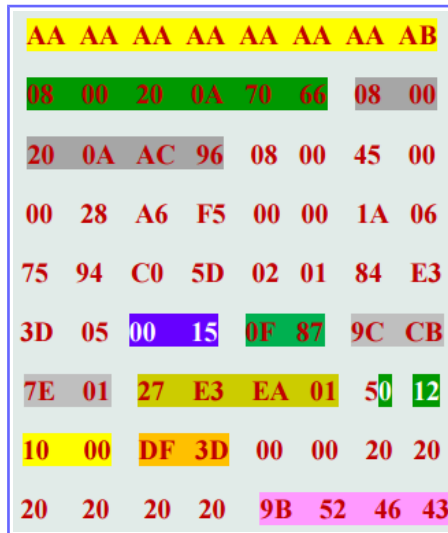 AA AA AA AA AA AA AA AB
08 00 20 0A 70 66 08 00
20 0A AC 96 08 00 45 00
00 28 A6 F5 00 00 1A 06
75 94 C0 5D 02 01 84 E3
3D 05 00 15 0F 87 9C CB
7E 01 27 E3 EA 01 50 12
10 00 DF 3D 00 00 20 20
20 20 20 20 9B 52 46 43